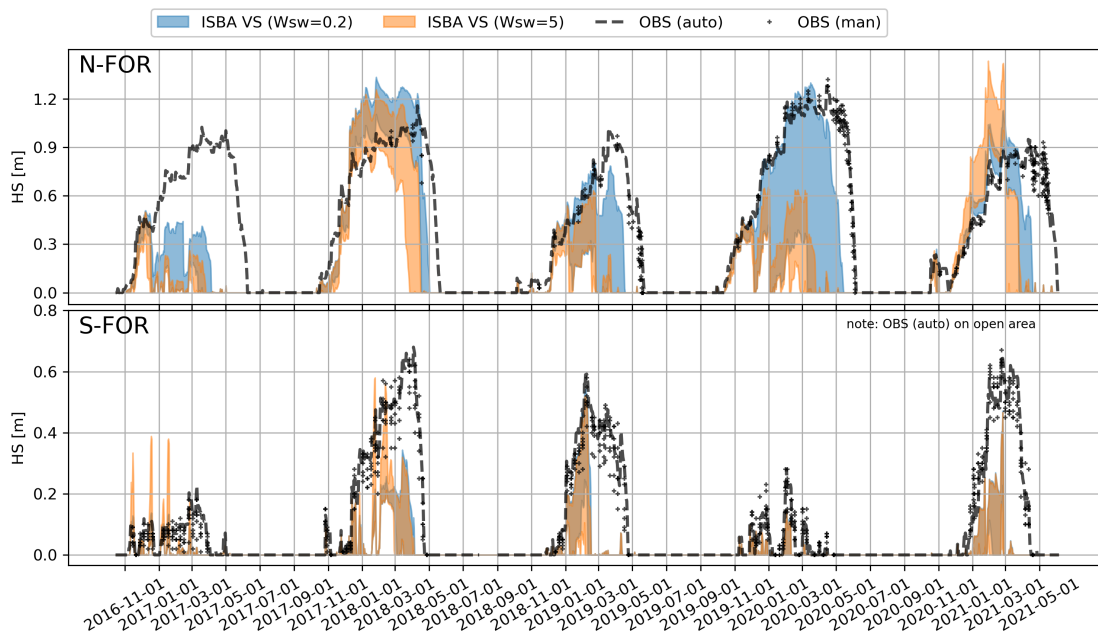 ISBA VS (Wsw=0.2) ISBA VS (Wsw=5) OBS (auto) OBS (man)
N-FOR
HS [m]
1.2
0.9
0.6
0.3
0.0
S-FOR
note: OBS (auto) on open area
HS [m]
0.8
0.6
0.4
0.2
0.0
2016-11-01 2017-01-01 2017-03-01 2017-05-01 2017-07-01 2017-09-01 2017-11-01 2018-01-01 2018-03-01 2018-05-01 2018-07-01 2018-09-01 2018-11-01 2019-01-01 2019-03-01 2019-05-01 2019-07-01 2019-09-01 2019-11-01 2020-01-01 2020-03-01 2020-05-01 2020-07-01 2020-09-01 2020-11-01 2021-01-01 2021-03-01 2021-05-01